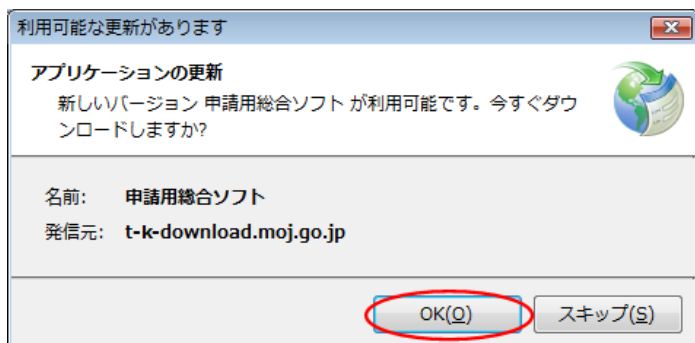 利用可能な更新があります
アプリケーションの更新
新しいバージョン 申請用総合ソフト が利用可能です。今すぐダウ
ンロードしますか?
名前: 申請用総合ソフト
発信元: t-k-download.moj.go.jp
OK(O) スキップ(S)